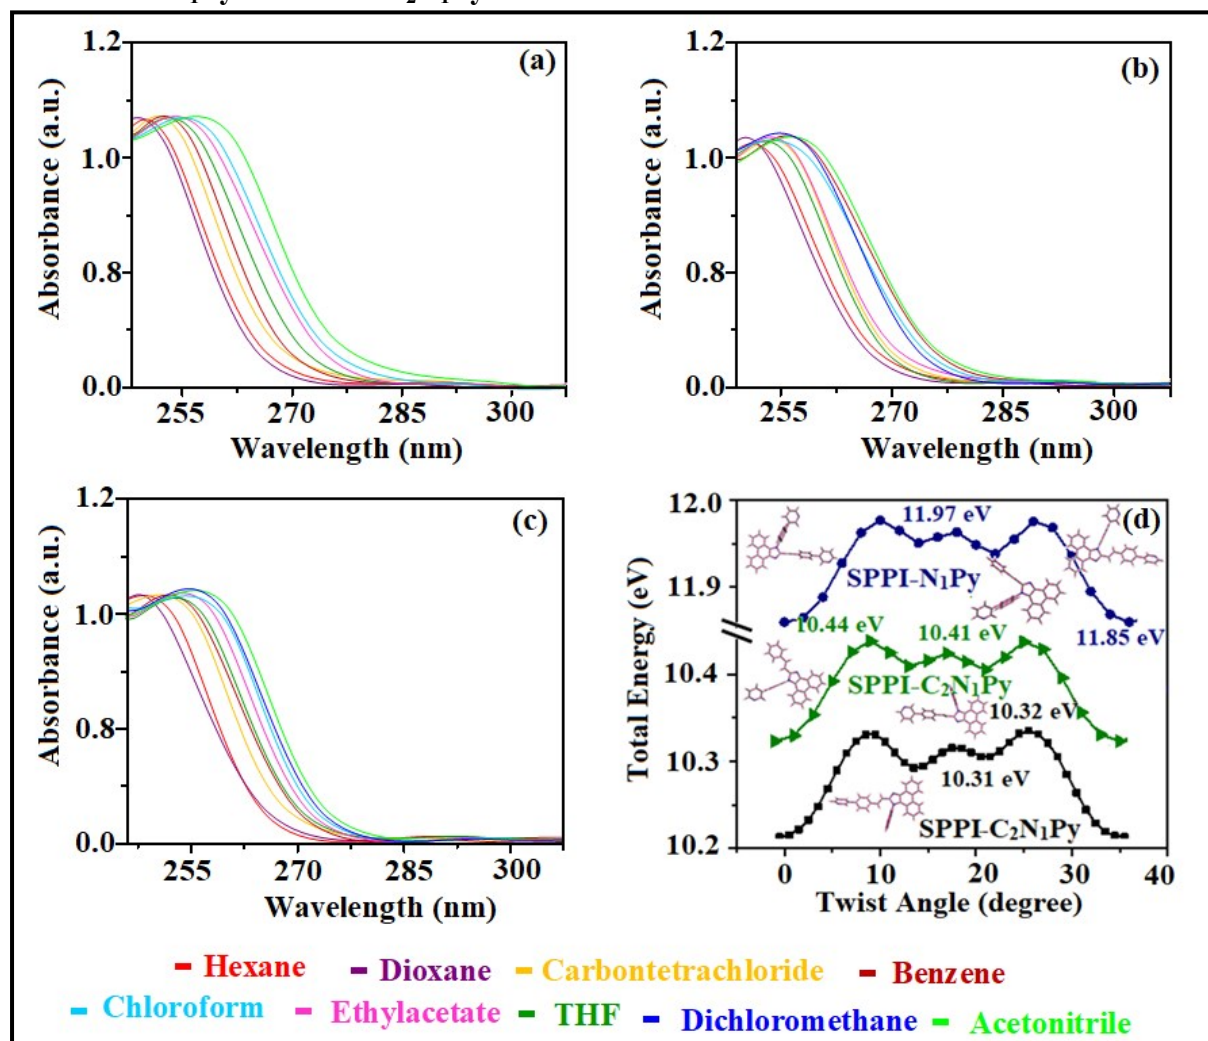 1.2
(a)
1.0
0.8
0.0
Absorbance (a.u.)
255 270 285 300
Wavelength (nm)
1.2
(b)
1.0
0.8
0.0
Absorbance (a.u.)
255 270 285 300
Wavelength (nm)
1.2
(c)
1.0
0.8
0.0
Absorbance (a.u.)
255 270 285 300
Wavelength (nm)
12.0
(d)
11.97 eV
SPPI-N₁Py
11.9
10.44 eV
10.41 eV
11.85 eV
10.4
SPPI-C₂N₁Py
10.32 eV
10.3
10.31 eV
SPPI-C₂N₁Py
10.2
Total Energy (eV)
0 10 20 30 40
Twist Angle (degree)
Hexane Dioxane Carbontetrachloride Benzene
Chloroform Ethylacetate THF Dichloromethane Acetonitrile